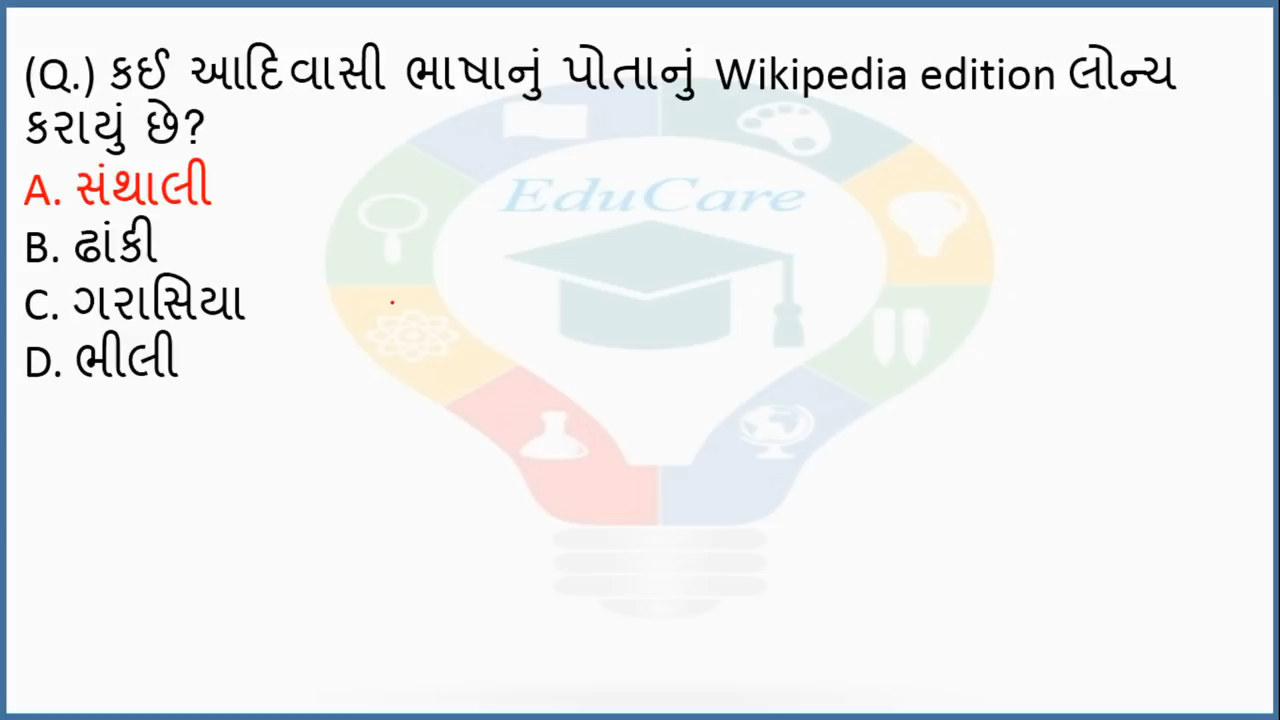 (Q.) કઈ આદિવાસી ભાષાનું પોતાનું Wikipedia edition લોન્ચ
કરાયું છે?
A. સંથાલી
EduCare
B. ઢાંકી
C. ગરાસિયા
D. ભીલી